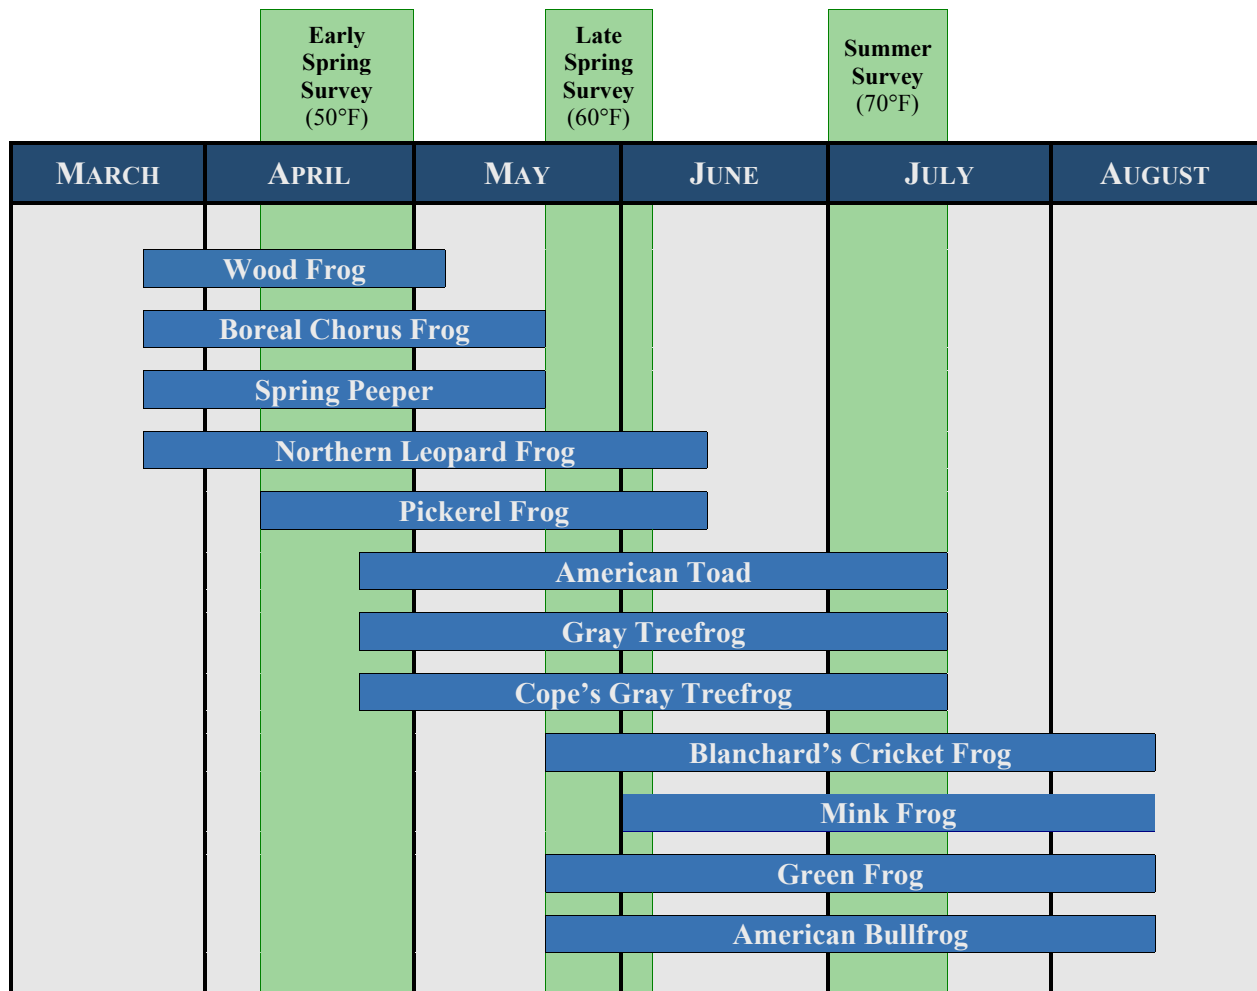 Early
Spring
Survey
(50°F)
Late
Spring
Survey
(60°F)
Summer
Survey
(70°F)
MARCH
APRIL
MAY
JUNE
JULY
AUGUST
Wood Frog
Boreal Chorus Frog
Spring Peeper
Northern Leopard Frog
Pickerel Frog
American Toad
Gray Treefrog
Cope’s Gray Treefrog
Blanchard’s Cricket Frog
Mink Frog
Green Frog
American Bullfrog